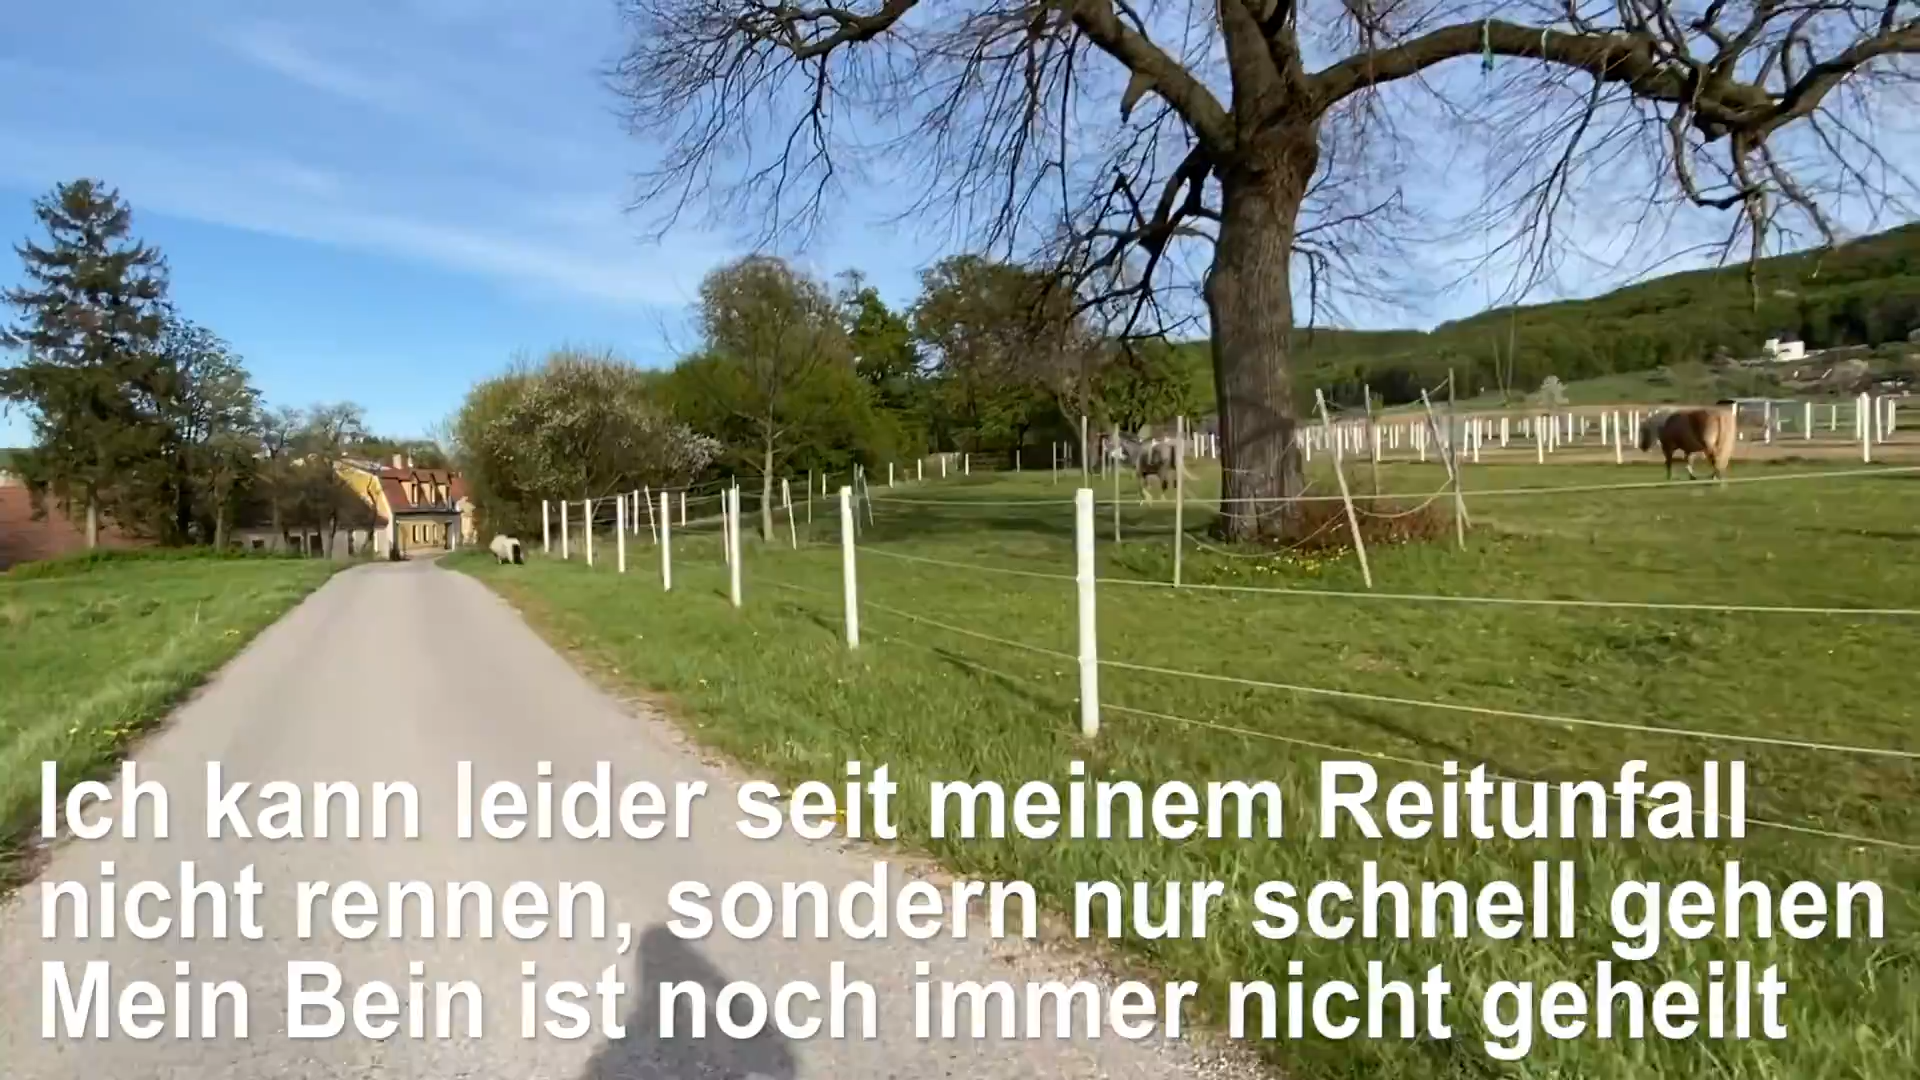 Ich kann leider seit meinem Reitunfall
nicht rennen, sondern nur schnell gehen
Mein Bein ist noch immer nicht geheilt